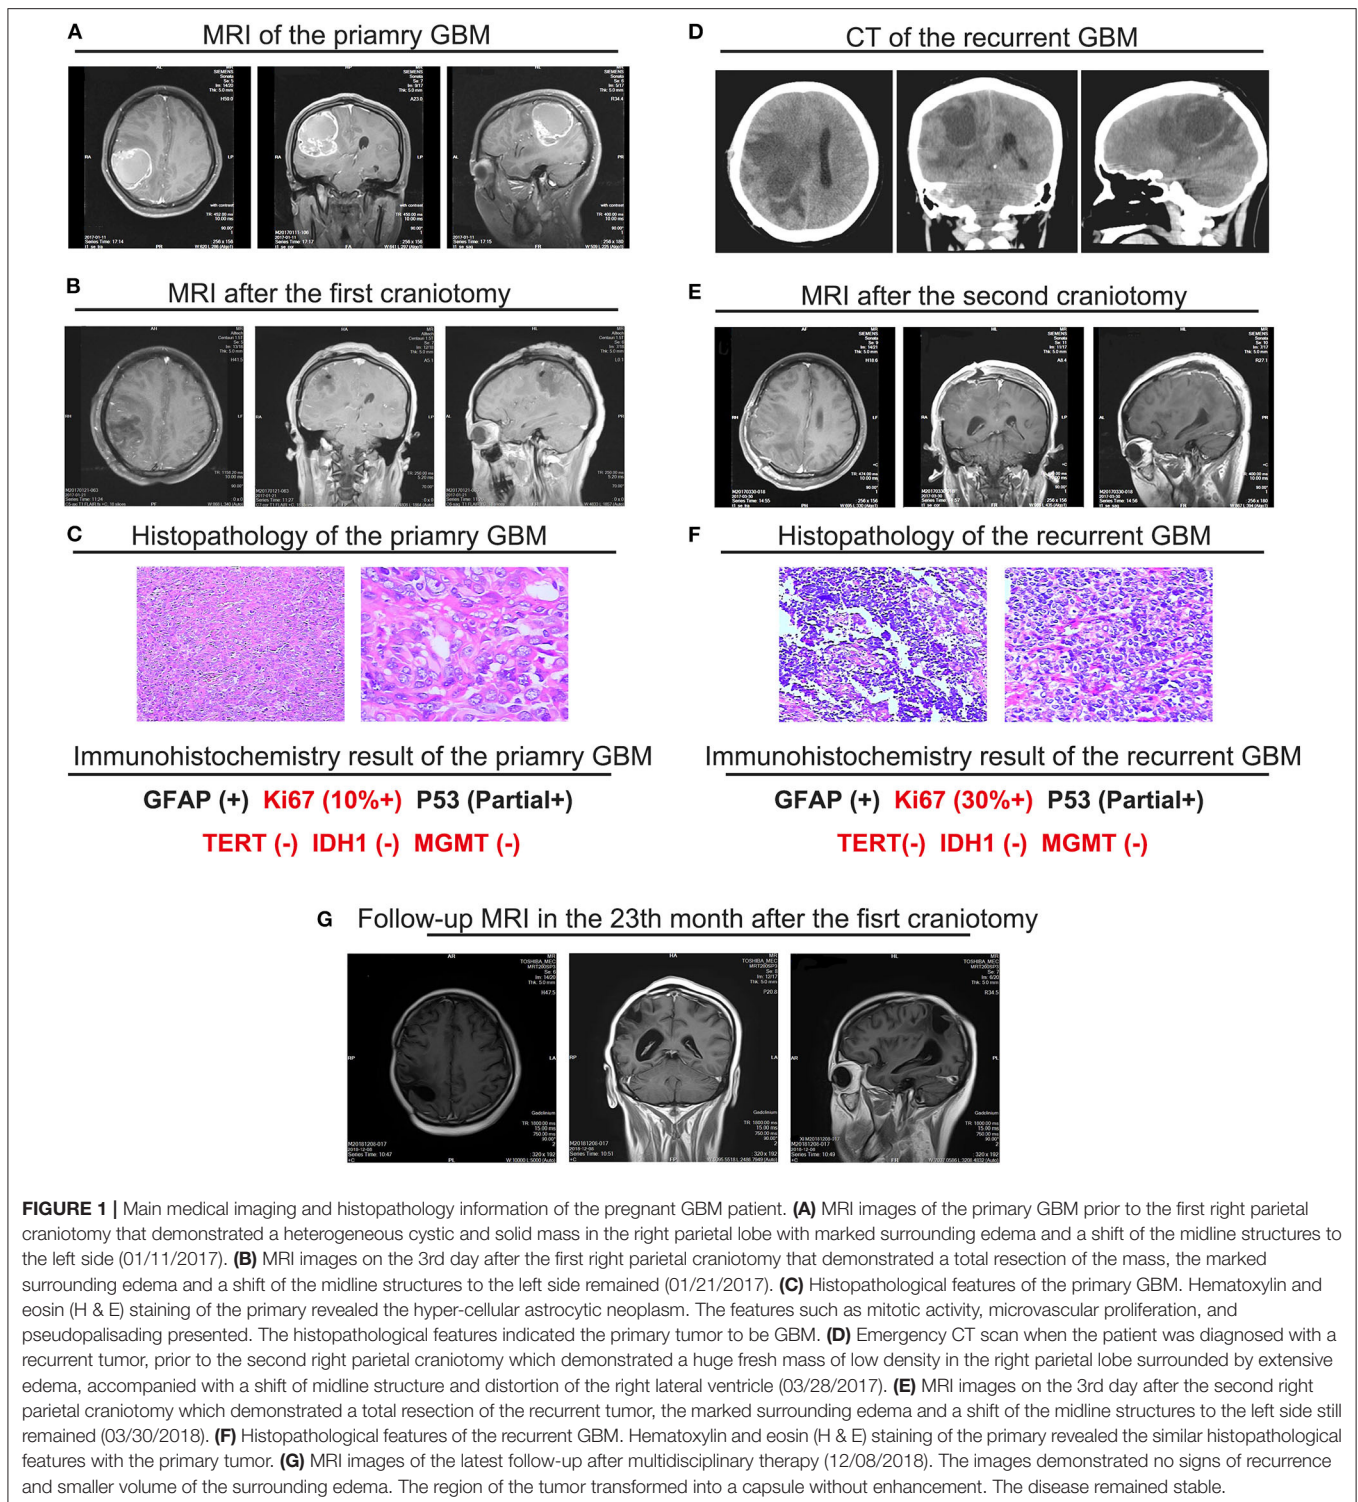 A
MRI of the priamry GBM
D
CT of the recurrent GBM
B
MRI after the first craniotomy
E
MRI after the second craniotomy
C
Histopathology of the priamry GBM
F
Histopathology of the recurrent GBM
Immunohistochemistry result of the priamry GBM
GFAP (+) Ki67 (10%+) P53 (Partial+)
TERT (-) IDH1 (-) MGMT (-)
Immunohistochemistry result of the recurrent GBM
GFAP (+) Ki67 (30%+) P53 (Partial+)
TERT(-) IDH1 (-) MGMT (-)
G
Follow-up MRI in the 23th month after the fisrt craniotomy
FIGURE 1 | Main medical imaging and histopathology information of the pregnant GBM patient. (A) MRI images of the primary GBM prior to the first right parietal
craniotomy that demonstrated a heterogeneous cystic and solid mass in the right parietal lobe with marked surrounding edema and a shift of the midline structures to
the left side (01/11/2017). (B) MRI images on the 3rd day after the first right parietal craniotomy that demonstrated a total resection of the mass, the marked
surrounding edema and a shift of the midline structures to the left side remained (01/21/2017). (C) Histopathological features of the primary GBM. Hematoxylin and
eosin (H & E) staining of the primary revealed the hyper-cellular astrocytic neoplasm. The features such as mitotic activity, microvascular proliferation, and
pseudopalisading presented. The histopathological features indicated the primary tumor to be GBM. (D) Emergency CT scan when the patient was diagnosed with a
recurrent tumor, prior to the second right parietal craniotomy which demonstrated a huge fresh mass of low density in the right parietal lobe surrounded by extensive
edema, accompanied with a shift of midline structure and distortion of the right lateral ventricle (03/28/2017). (E) MRI images on the 3rd day after the second right
parietal craniotomy which demonstrated a total resection of the recurrent tumor, the marked surrounding edema and a shift of the midline structures to the left side still
remained (03/30/2018). (F) Histopathological features of the recurrent GBM. Hematoxylin and eosin (H & E) staining of the primary revealed the similar histopathological
features with the primary tumor. (G) MRI images of the latest follow-up after multidisciplinary therapy (12/08/2018). The images demonstrated no signs of recurrence
and smaller volume of the surrounding edema. The region of the tumor transformed into a capsule without enhancement. The disease remained stable.